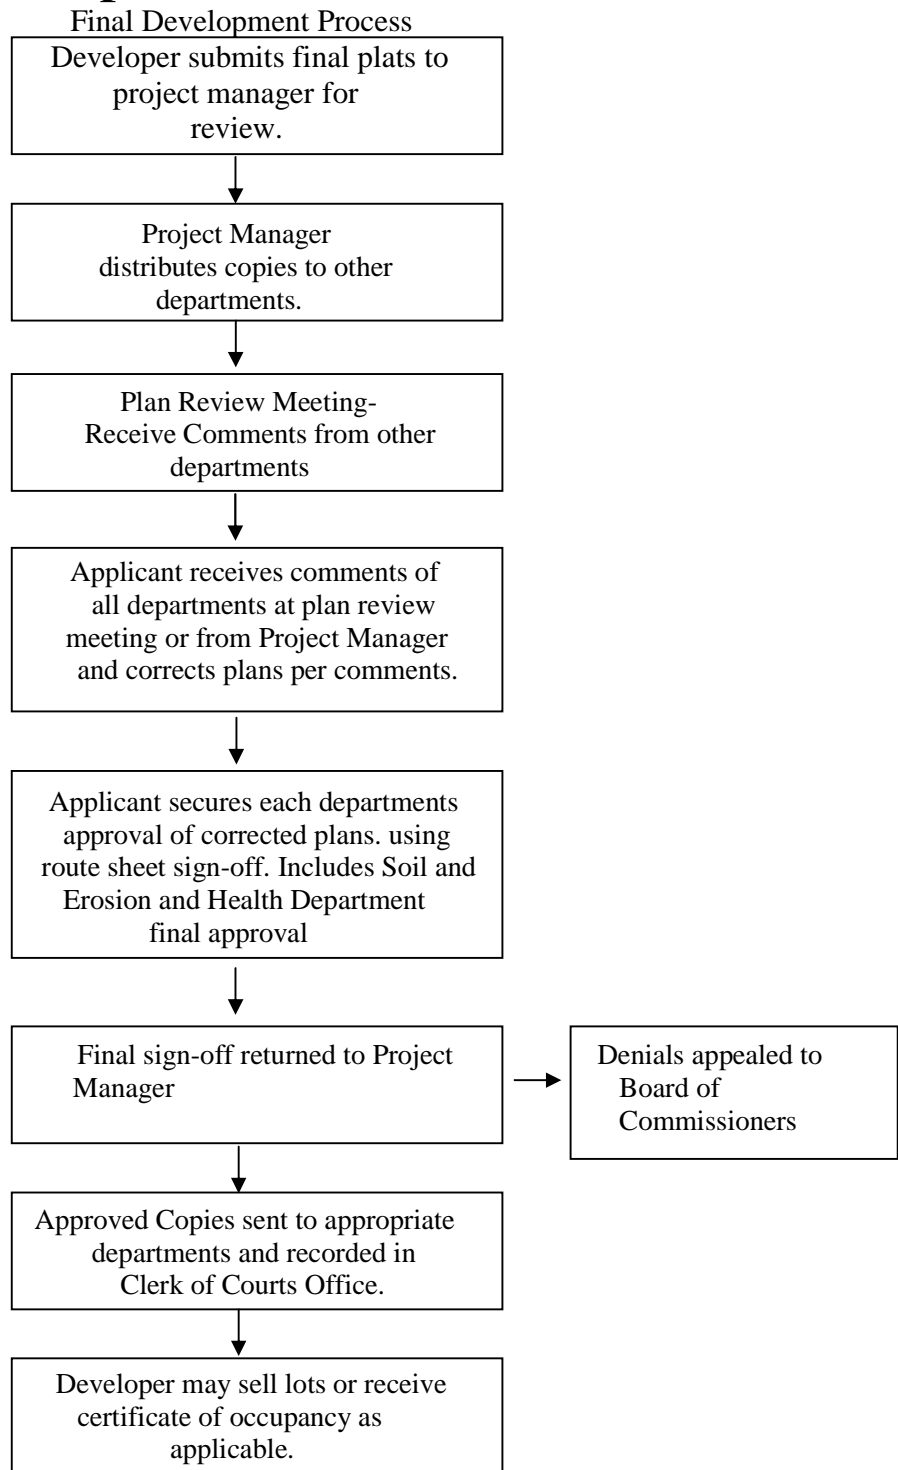 Final Development Process
Developer submits final plats to
project manager for
review.
Project Manager
distributes copies to other
departments.
Plan Review Meeting-
Receive Comments from other
departments
Applicant receives comments of
all departments at plan review
meeting or from Project Manager
and corrects plans per comments.
Applicant secures each departments
approval of corrected plans. using
route sheet sign-off. Includes Soil and
Erosion and Health Department
final approval
Final sign-off returned to Project
Manager
Denials appealed to
Board of
Commissioners
Approved Copies sent to appropriate
departments and recorded in
Clerk of Courts Office.
Developer may sell lots or receive
certificate of occupancy as
applicable.